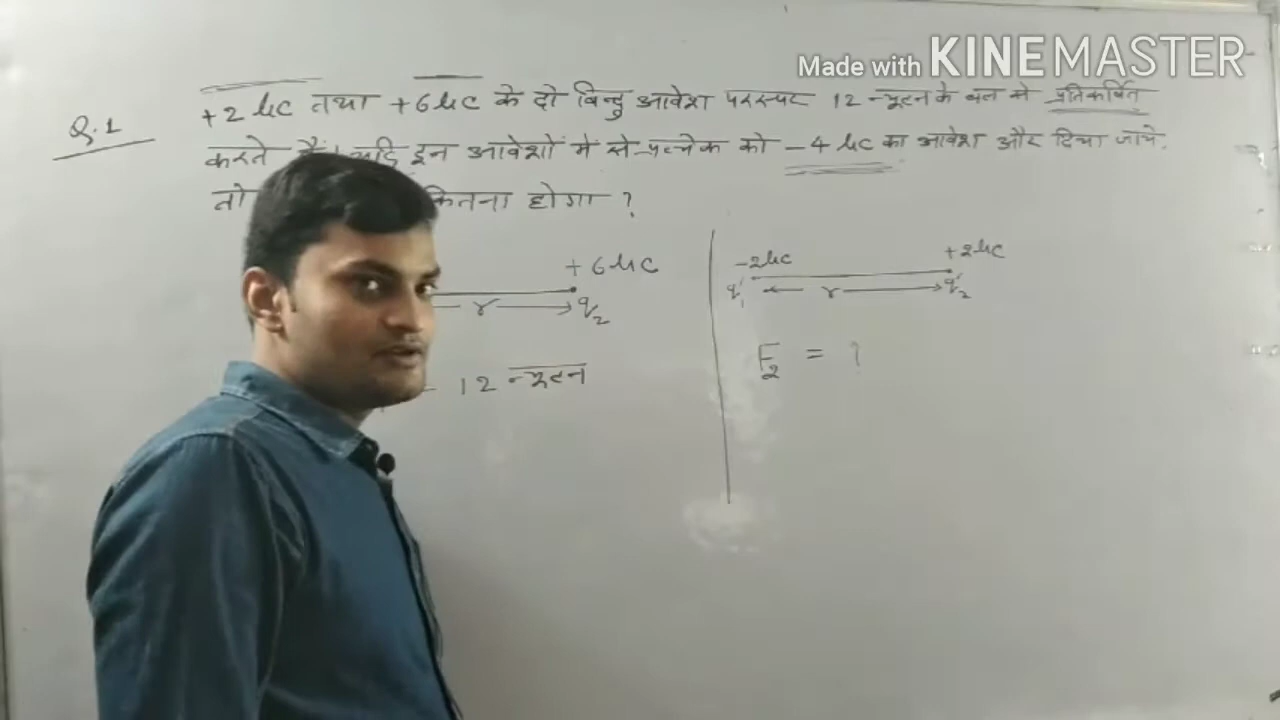 Made with KINEMASTER
Q.1 +2 μC तथा +6 μC के दो बिन्दु आवेश परस्पर 12 न्यूटन के बल से प्रतिकर्षित
करते हैं। यदि इन आवेशों में से प्रत्येक को -4 μC का आवेश और दिया जाये,
तो कितना होगा ?
+6 μC
r q₂
12 न्यूटन
-2 μC +2 μC
q₁' r q₂'
F₂ = ?